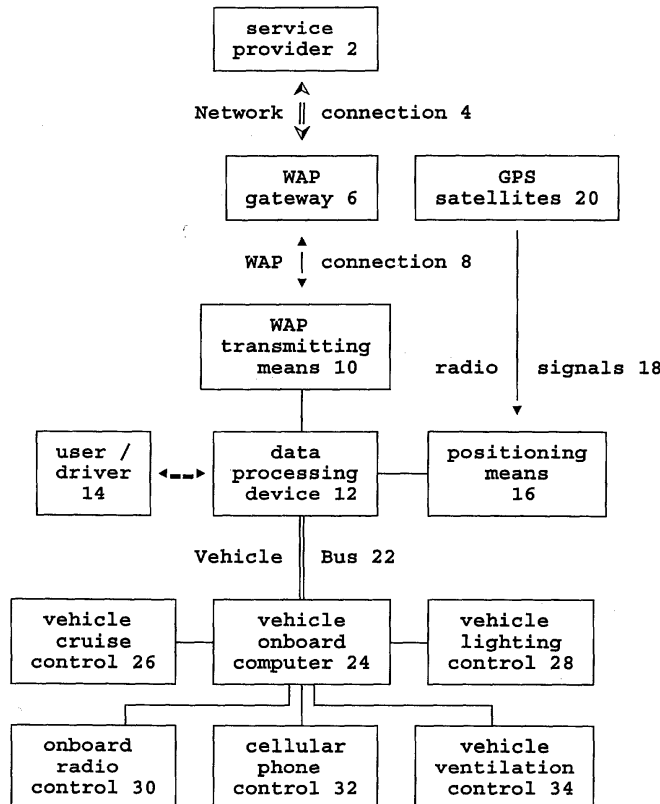 service
provider 2
Network connection 4
WAP
gateway 6
GPS
satellites 20
WAP connection 8
WAP
transmitting
means 10
radio signals 18
user /
driver
14
data
processing
device 12
positioning
means
16
Vehicle Bus 22
vehicle
cruise
control 26
vehicle
onboard
computer 24
vehicle
lighting
control 28
onboard
radio
control 30
cellular
phone
control 32
vehicle
ventilation
control 34